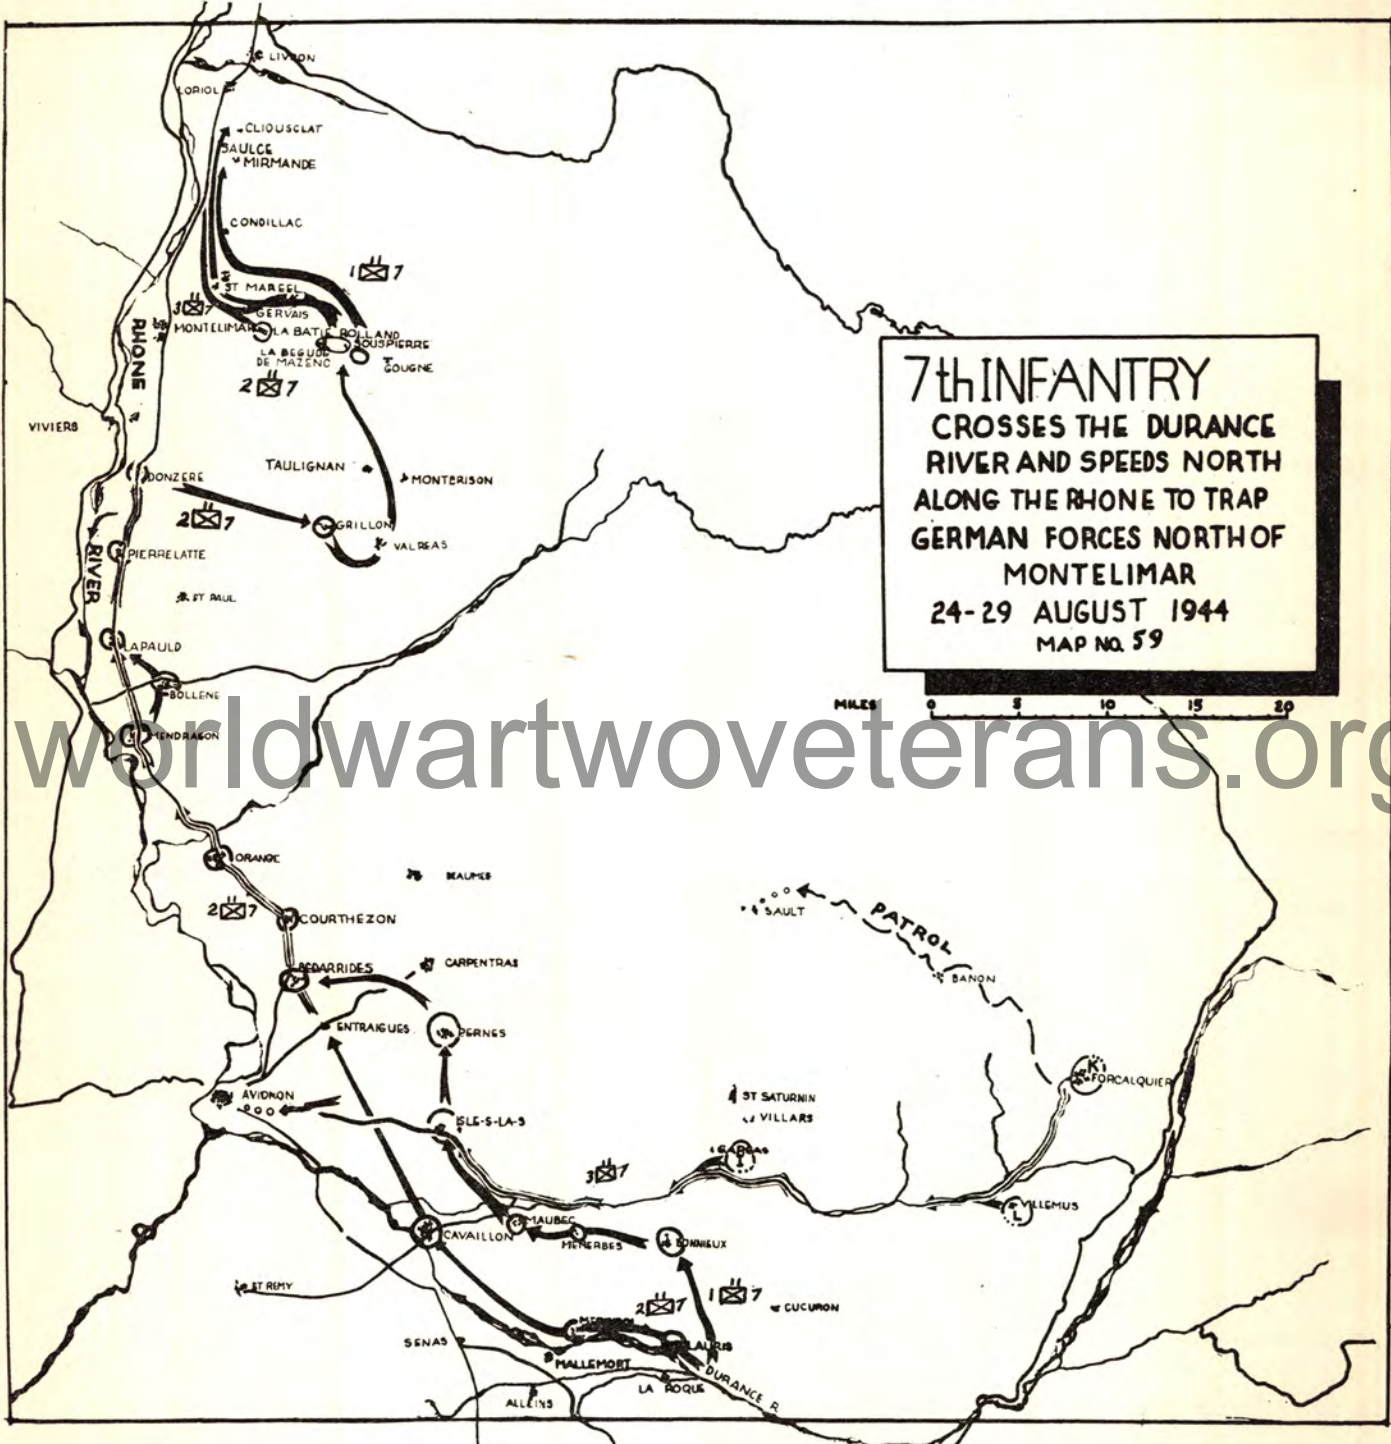 LIVRON
LORIOL
CLIOUSCLAT
SAULCE
MIRMANDE
CONDILLAC
1 7
ST MARCEL
3 7
GERVAIS
MONTELIMAR
LA BATIE ROLLAND
SOUSPIERRE
LA BEGUDE
DE MAZENC
GOUGNE
2 7
RHONE
RIVER
VIVIERS
TAULIGNAN
MONTBRISON
DONZERE
2 7
GRILLON
VALREAS
PIERRELATTE
ST PAUL
LAPAULD
BOLLENE
MENDRAGON
7th INFANTRY
CROSSES THE DURANCE
RIVER AND SPEEDS NORTH
ALONG THE RHONE TO TRAP
GERMAN FORCES NORTH OF
MONTELIMAR
24-29 AUGUST 1944
MAP NO. 59
MILES 0 5 10 15 20
worldwartwoveterans.org
ORANGE
BEAUMES
2 7
COURTHEZON
SAULT
PATROL
BANON
BEDARRIDES
CARPENTRAS
ENTRAIGUES
PERNES
K
FORCALQUIER
AVIDNON
ST SATURNIN
VILLARS
ISLE-S-LA-S
GARGAS
I
3 7
VILLEMUS
L
MAUBEC
CAVAILLON
MENERBES
BONNIEUX
ST REMY
2 7
1 7
CUCURON
SENAS
LAURIS
MALLEMORT
DURANCE R.
LA ROQUE
ALLEINS